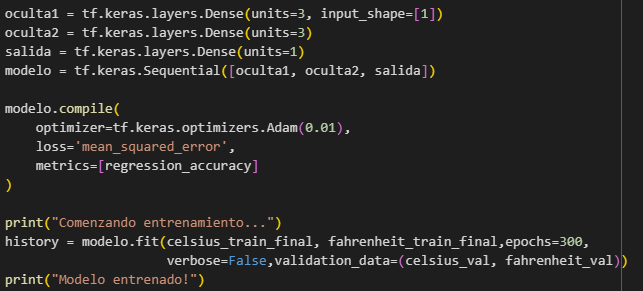 oculta1 = tf.keras.layers.Dense(units=3, input_shape=[1])
oculta2 = tf.keras.layers.Dense(units=3)
salida = tf.keras.layers.Dense(units=1)
modelo = tf.keras.Sequential([oculta1, oculta2, salida])

modelo.compile(
    optimizer=tf.keras.optimizers.Adam(0.01),
    loss='mean_squared_error',
    metrics=[regression_accuracy]
)

print("Comenzando entrenamiento...")
history = modelo.fit(celsius_train_final, fahrenheit_train_final,epochs=300,
                     verbose=False,validation_data=(celsius_val, fahrenheit_val))
print("Modelo entrenado!")